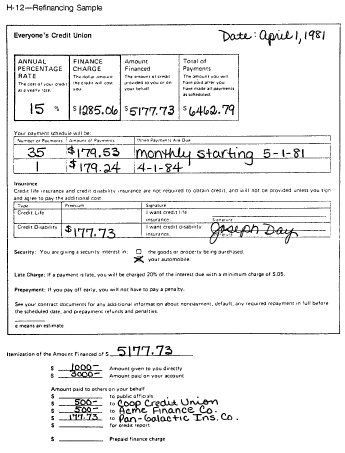 H-12—Refinancing Sample
Everyone's Credit Union
Date: April 1, 1981
ANNUAL PERCENTAGE RATE
The cost of your credit as a yearly rate.
15 %
FINANCE CHARGE
The dollar amount the credit will cost you.
$1285.06
Amount Financed
The amount of credit provided to you or on your behalf.
$5177.73
Total of Payments
The amount you will have paid after you have made all payments as scheduled.
$6462.79
Your payment schedule will be:
Number of Payments Amount of Payments When Payments Are Due
35 $179.53 monthly starting 5-1-81
1 $179.24 4-1-84
Insurance
Credit life insurance and credit disability insurance are not required to obtain credit, and will not be provided unless you sign
and agree to pay the additional cost.
Type Premium Signature
Credit Life I want credit life insurance. Signature
Credit Disability $177.73 I want credit disability insurance. Joseph Day Signature
Security: You are giving a security interest in: the goods or property being purchased.
X your automobile.
Late Charge: If a payment is late, you will be charged 20% of the interest due with a minimum charge of $.05.
Prepayment: If you pay off early, you will not have to pay a penalty.
See your contract documents for any additional information about nonpayment, default, any required repayment in full before
the scheduled date, and prepayment refunds and penalties.
e means an estimate
Itemization of the Amount Financed of $ 5177.73
$ 1000— Amount given to you directly
$ 3000— Amount paid on your account
Amount paid to others on your behalf
$ to public officials
$ 500— to Coop Credit Union
$ 500— to Acme Finance Co.
$ 177.73 to Pan-Galactic Ins. Co.
$ for credit report
$ Prepaid finance charge